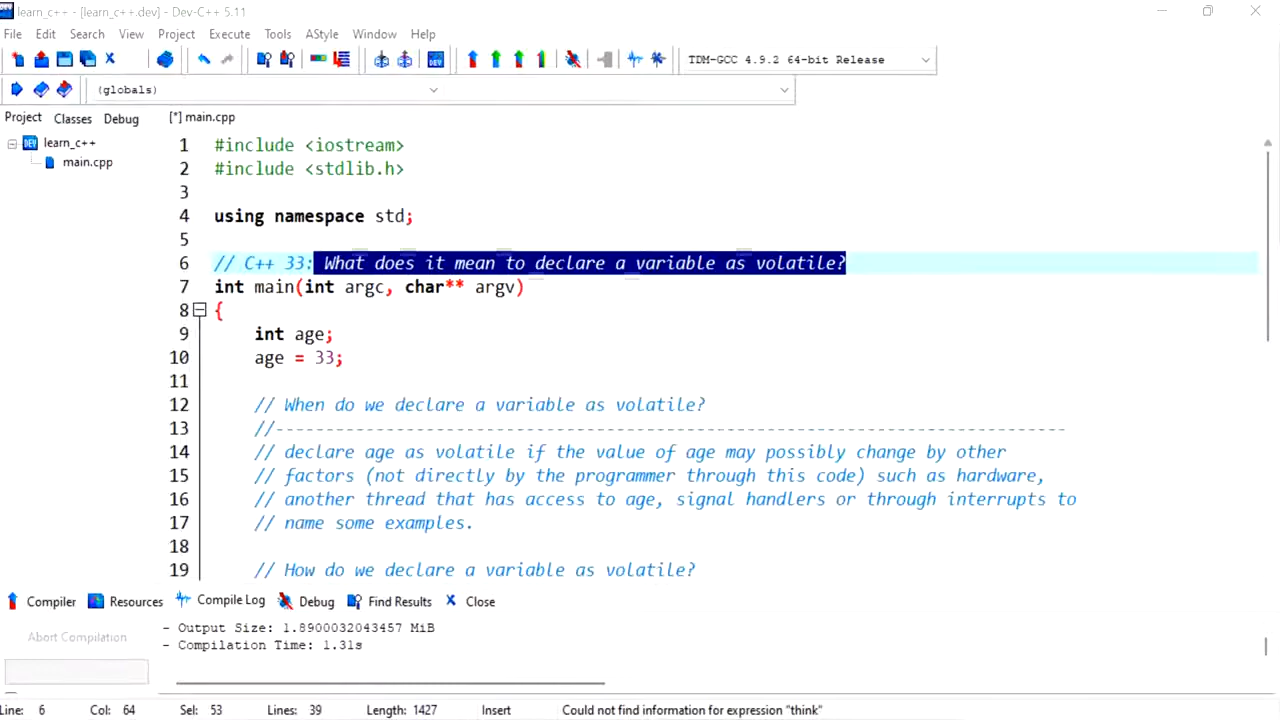 learn_c++ - [learn_c++.dev] - Dev-C++ 5.11
File Edit Search View Project Execute Tools AStyle Window Help
DEV TDM-GCC 4.9.2 64-bit Release
(globals)
Project Classes Debug [*] main.cpp
DEV learn_c++
main.cpp
1 #include <iostream>
2 #include <stdlib.h>
3
4 using namespace std;
5
6 // C++ 33: What does it mean to declare a variable as volatile?
7 int main(int argc, char** argv)
8 {
9 int age;
10 age = 33;
11
12 // When do we declare a variable as volatile?
13 //-------------------------------------------------------------------------------
14 // declare age as volatile if the value of age may possibly change by other
15 // factors (not directly by the programmer through this code) such as hardware,
16 // another thread that has access to age, signal handlers or through interrupts to
17 // name some examples.
18
19 // How do we declare a variable as volatile?
Compiler Resources Compile Log Debug Find Results Close
Abort Compilation
- Output Size: 1.8900032043457 MiB
- Compilation Time: 1.31s
Line: 6 Col: 64 Sel: 53 Lines: 39 Length: 1427 Insert Could not find information for expression "think"